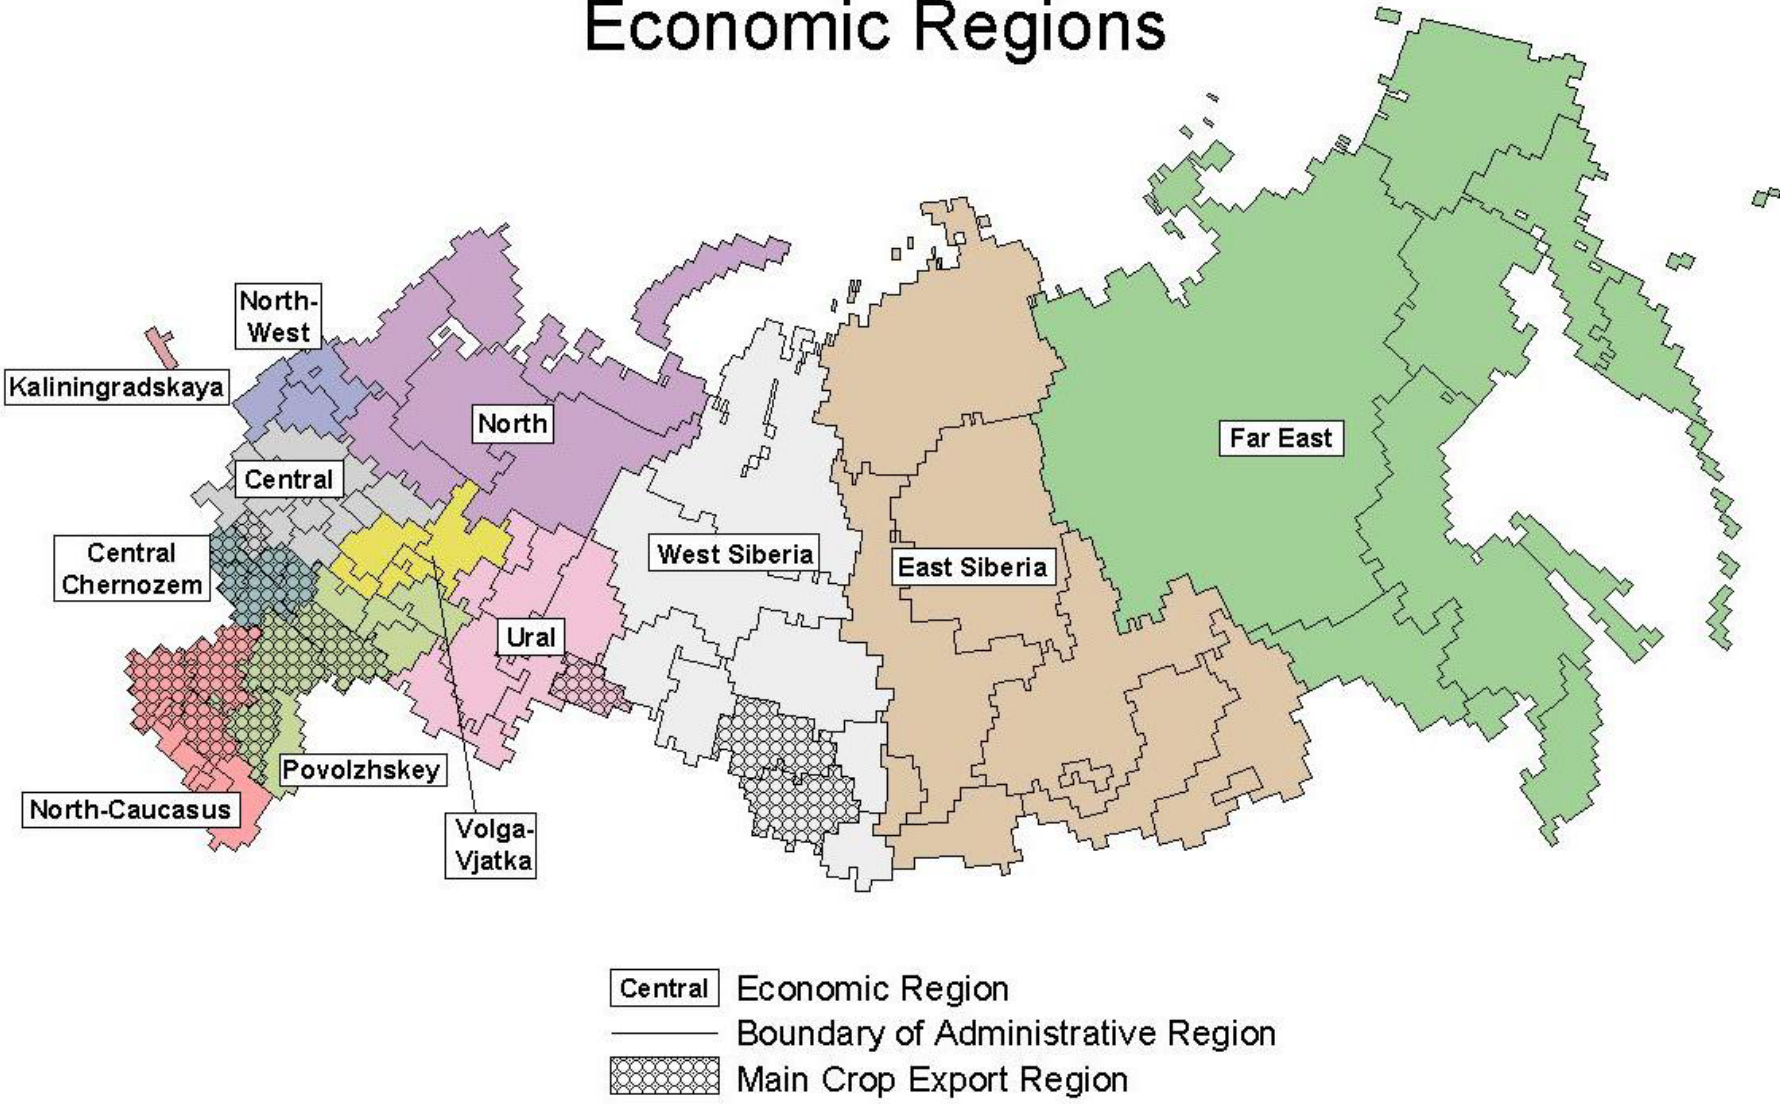 Economic Regions
North-
West
Kaliningradskaya
North
Far East
Central
Central
Chernozem
West Siberia
East Siberia
Ural
Povolzhskey
North-Caucasus
Volga-
Vjatka
Central Economic Region
Boundary of Administrative Region
Main Crop Export Region